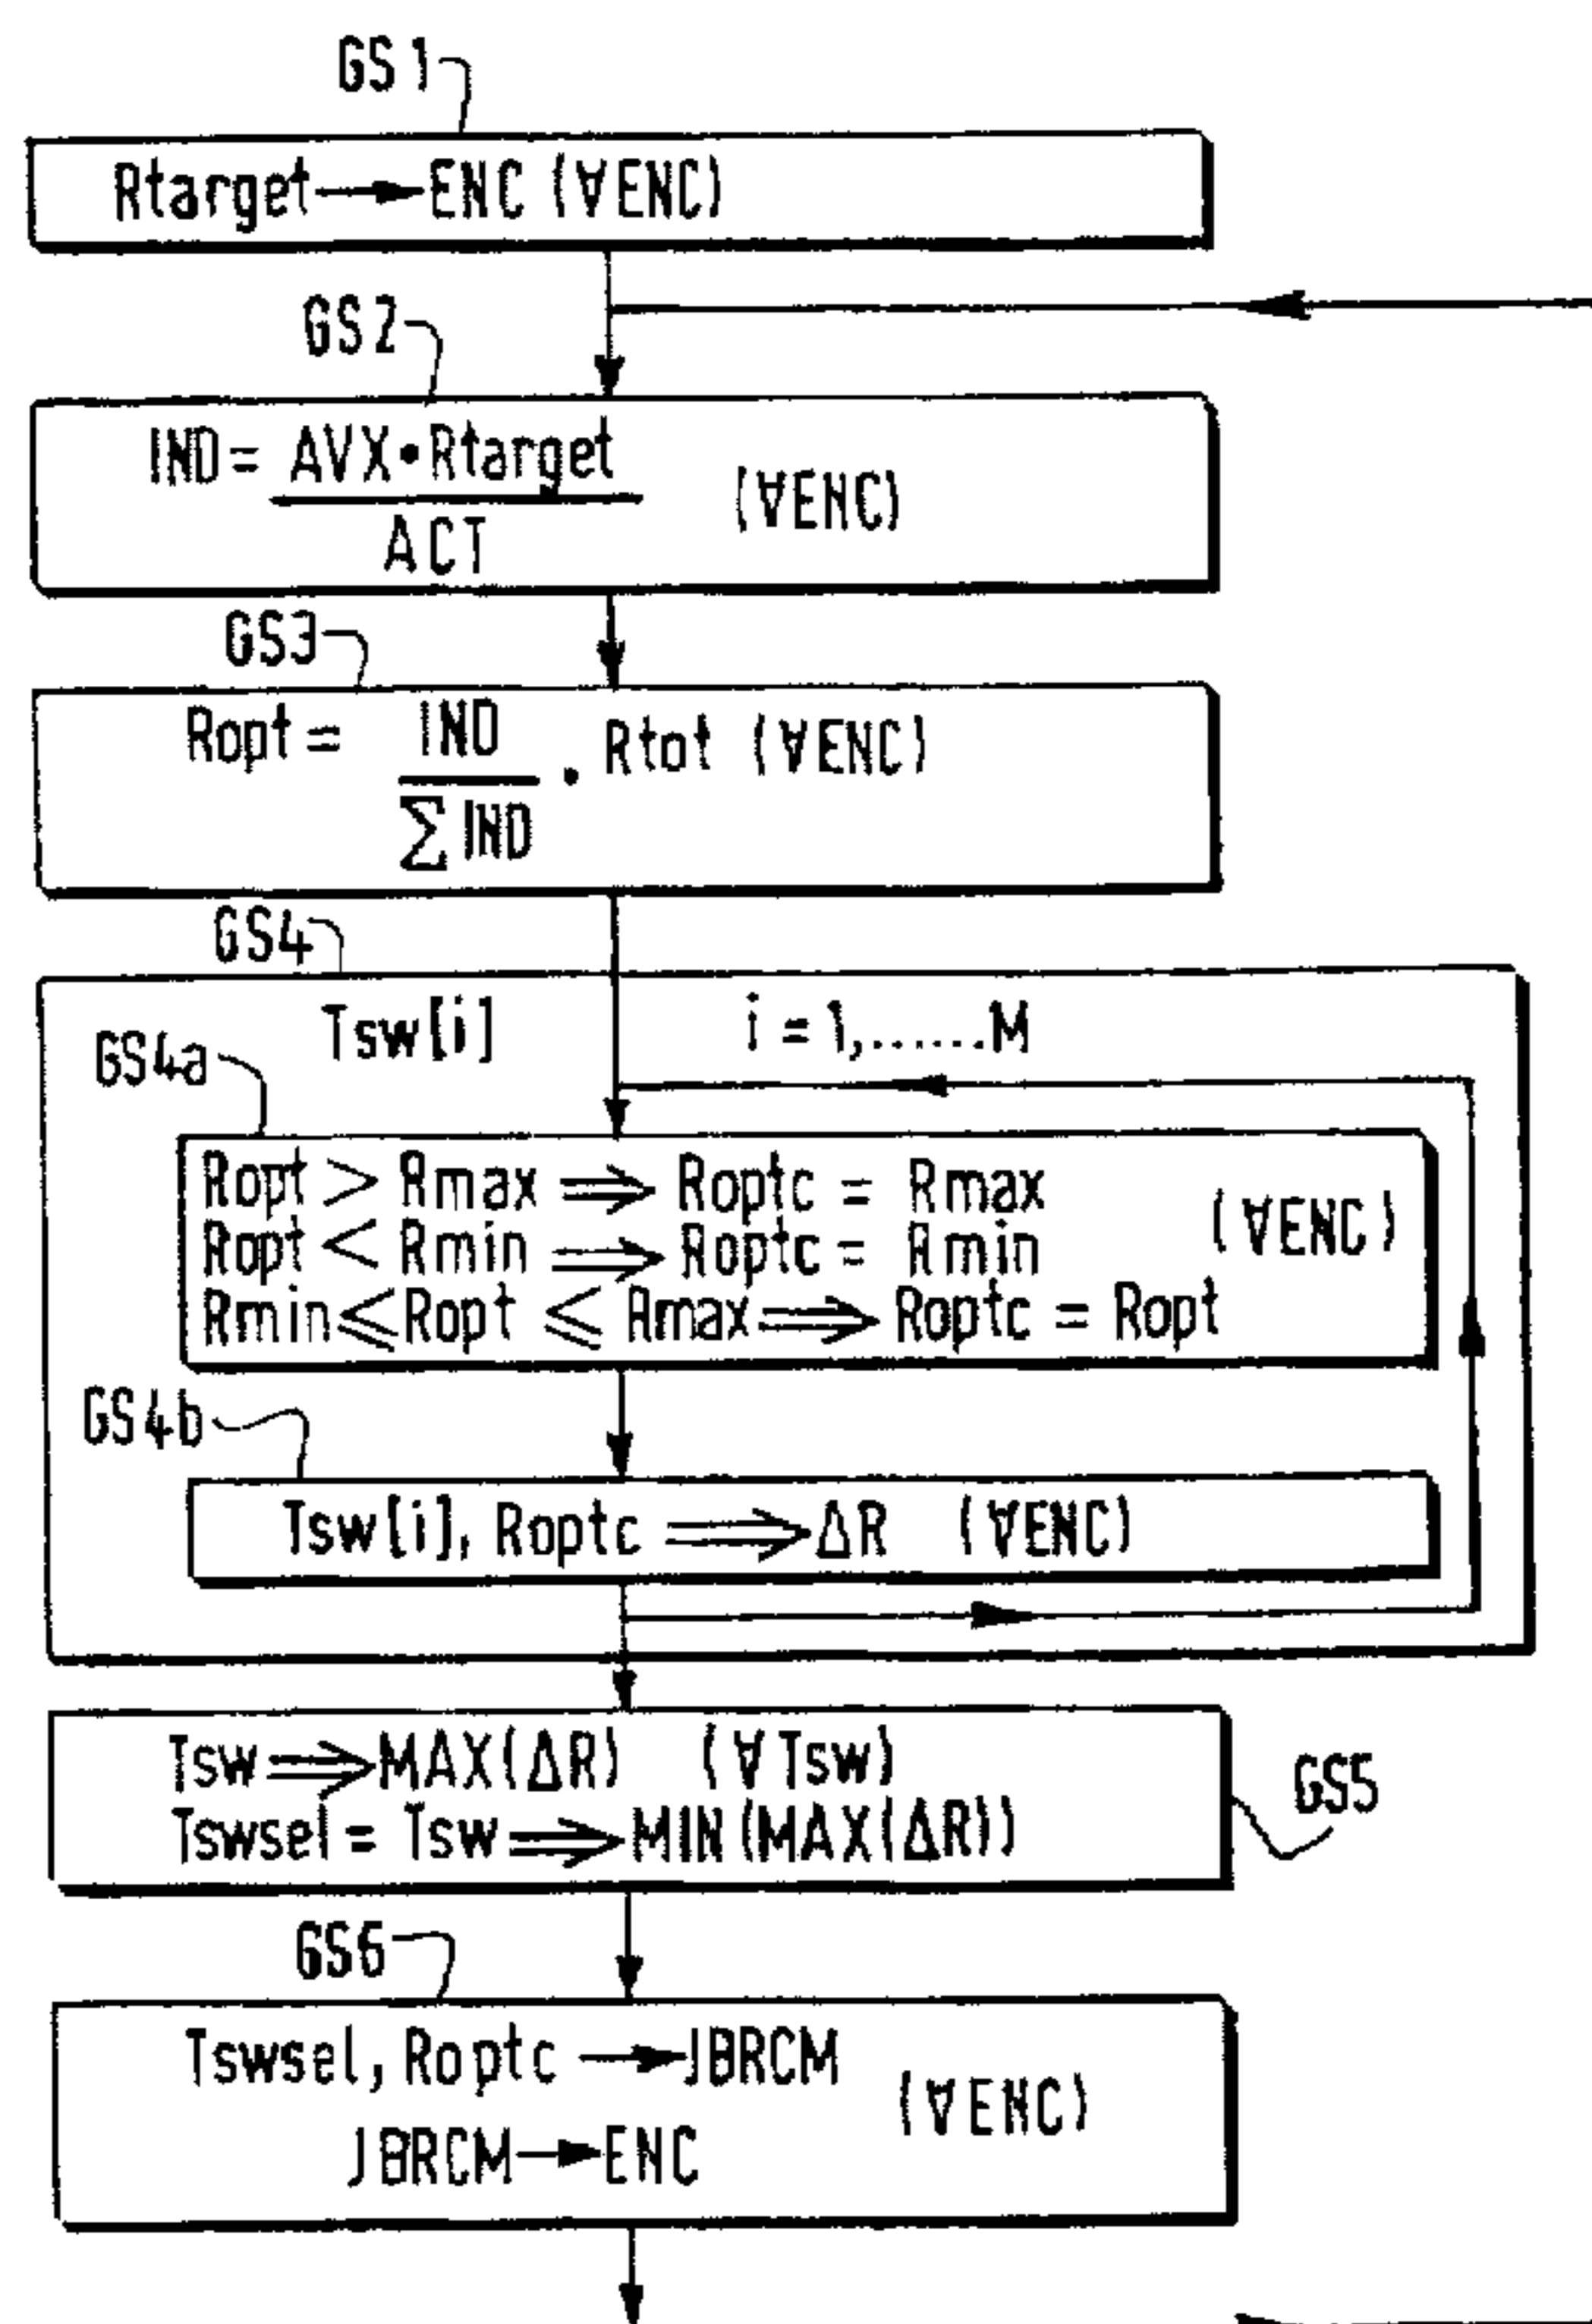 GS1
Rtarget→ENC (∀ENC)
GS2
IND= AVX•Rtarget (∀ENC)
ACT
GS3
Ropt= IND • Rtot (∀ENC)
∑ IND
GS4
Tsw[i] i = 1,......M
GS4a
Ropt > Rmax ⇒ Roptc = Rmax
Ropt < Rmin ⇒ Roptc = Rmin (∀ENC)
Rmin ≤ Ropt ≤ Rmax ⇒ Roptc = Ropt
GS4b
Tsw[i], Roptc ⇒ ΔR (∀ENC)
Tsw ⇒ MAX(ΔR) (∀Tsw)
Tswsel = Tsw ⇒ MIN(MAX(ΔR))
GS5
GS6
Tswsel, Roptc → JBRCM
(∀ENC)
JBRCM → ENC